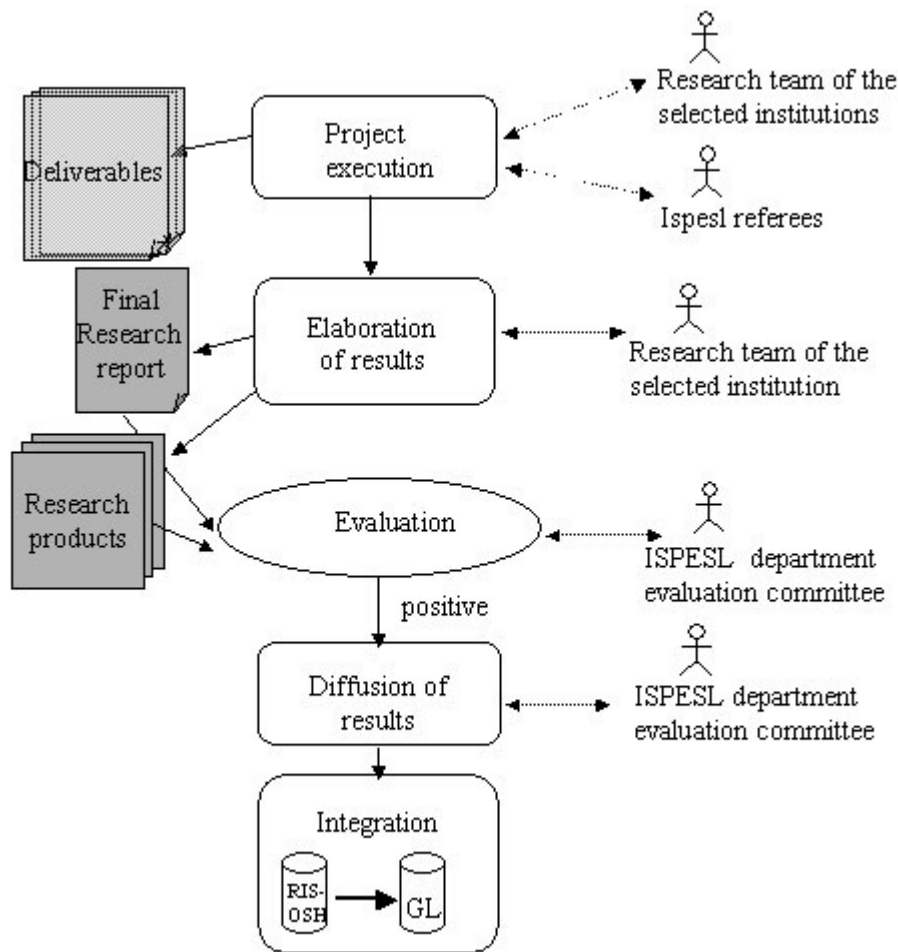 Research team of the
selected institutions
Project
execution
Deliverables
Ispesl referees
Final
Research
report
Elaboration
of results
Research team of the
selected institution
Research
products
Evaluation
ISPESL department
evaluation committee
positive
Diffusion of
results
ISPESL department
evaluation committee
Integration
RIS-
OSH
GL